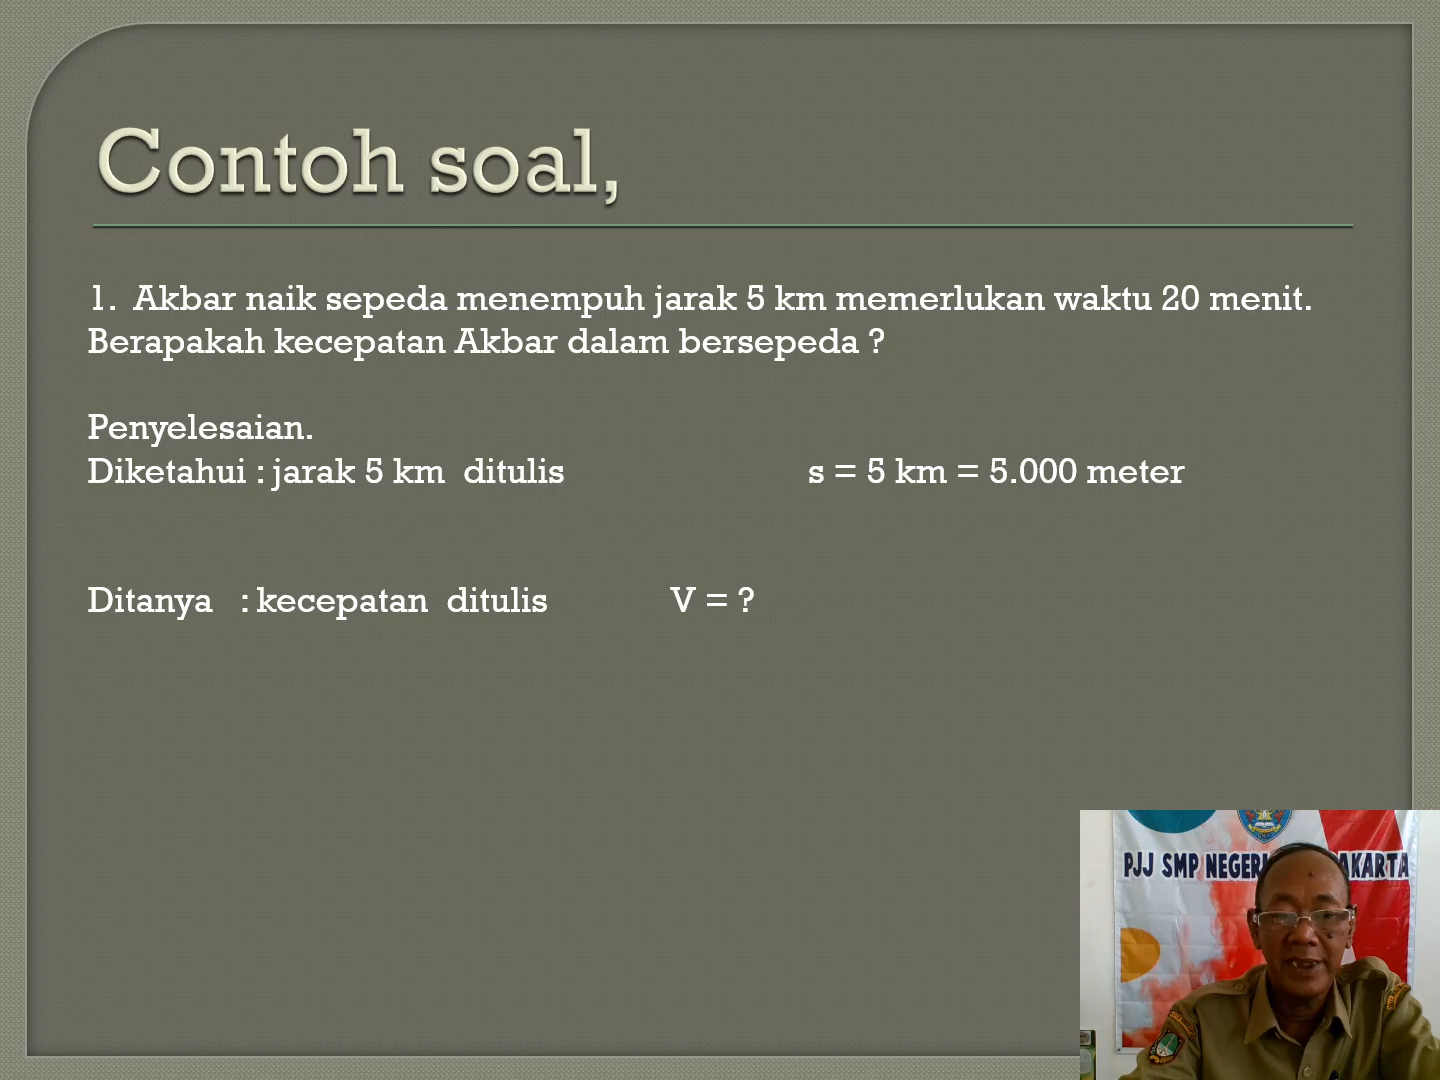 Contoh soal,
1. Akbar naik sepeda menempuh jarak 5 km memerlukan waktu 20 menit.
Berapakah kecepatan Akbar dalam bersepeda ?
Penyelesaian.
Diketahui : jarak 5 km ditulis s = 5 km = 5.000 meter
Ditanya : kecepatan ditulis V = ?
PJJ SMP NEGERI